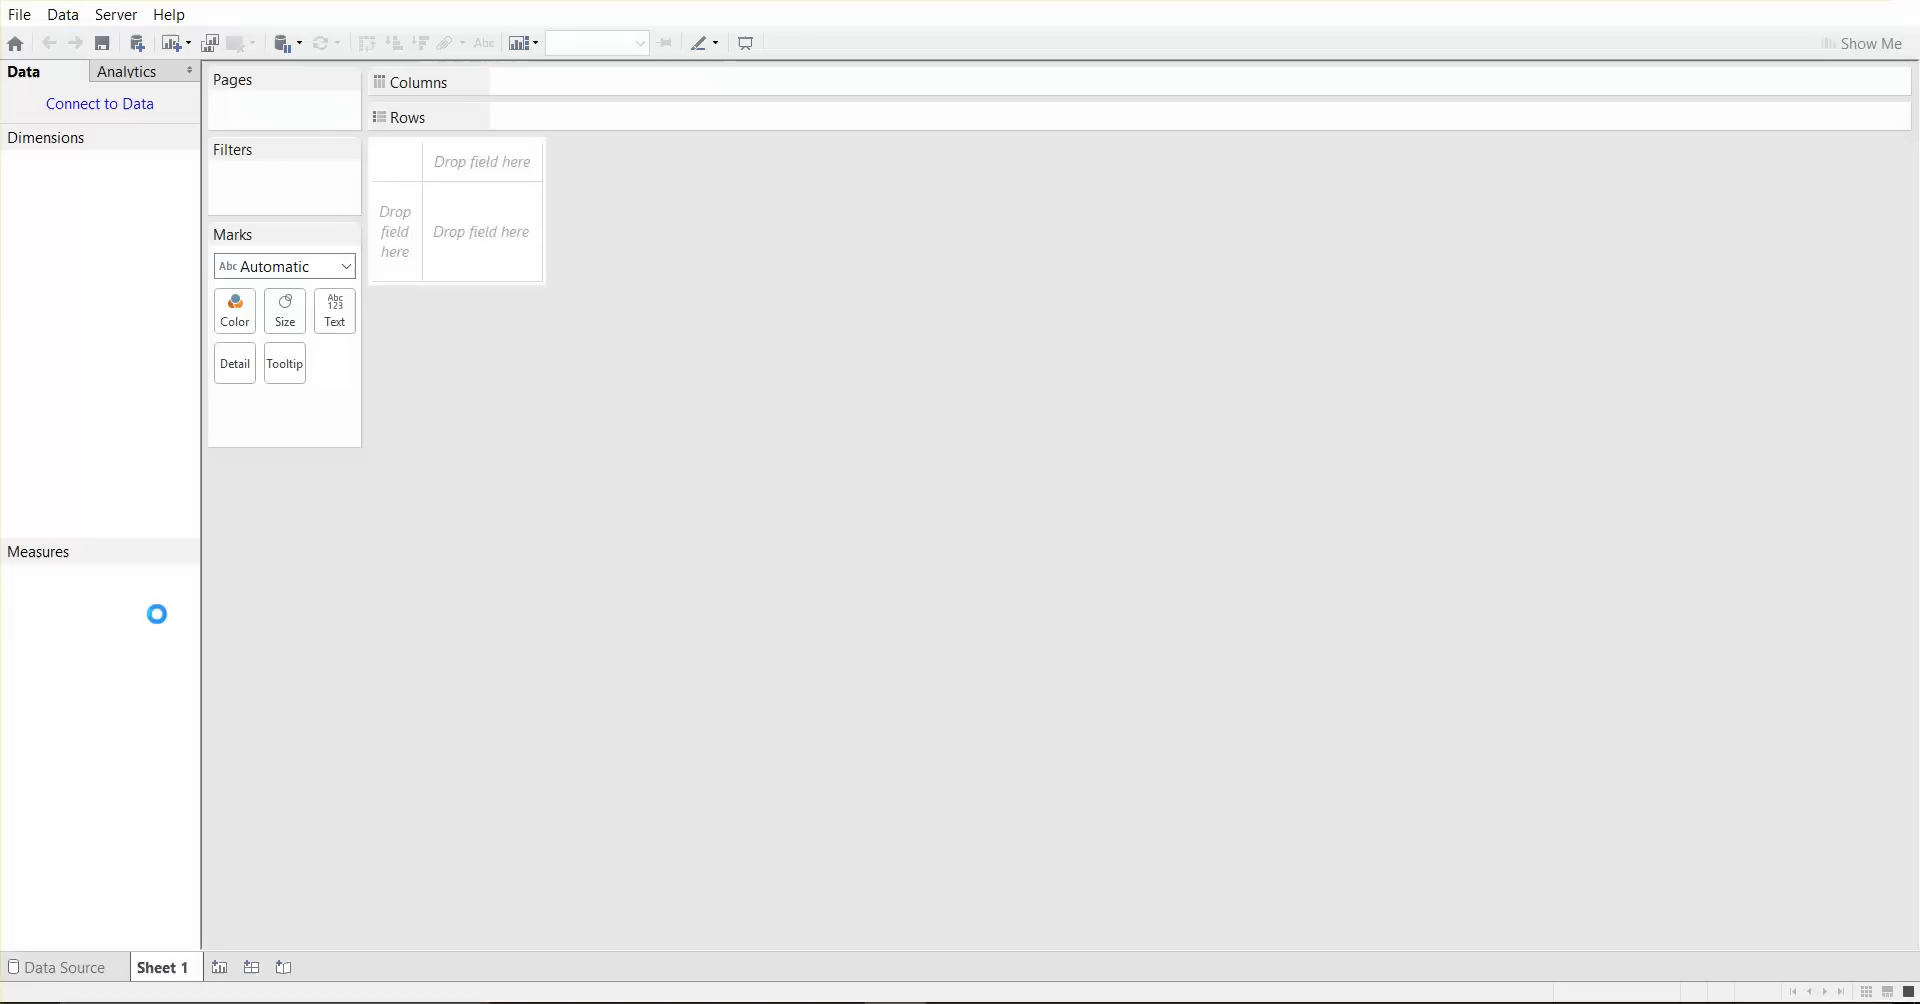 File Data Server Help
Abc
Show Me
Data Analytics
Connect to Data
Dimensions
Measures
Pages
Filters
Marks
Abc Automatic
Color Size Abc 123 Text
Detail Tooltip
Columns
Rows
Drop field here
Drop
field
here
Drop field here
Data Source Sheet 1